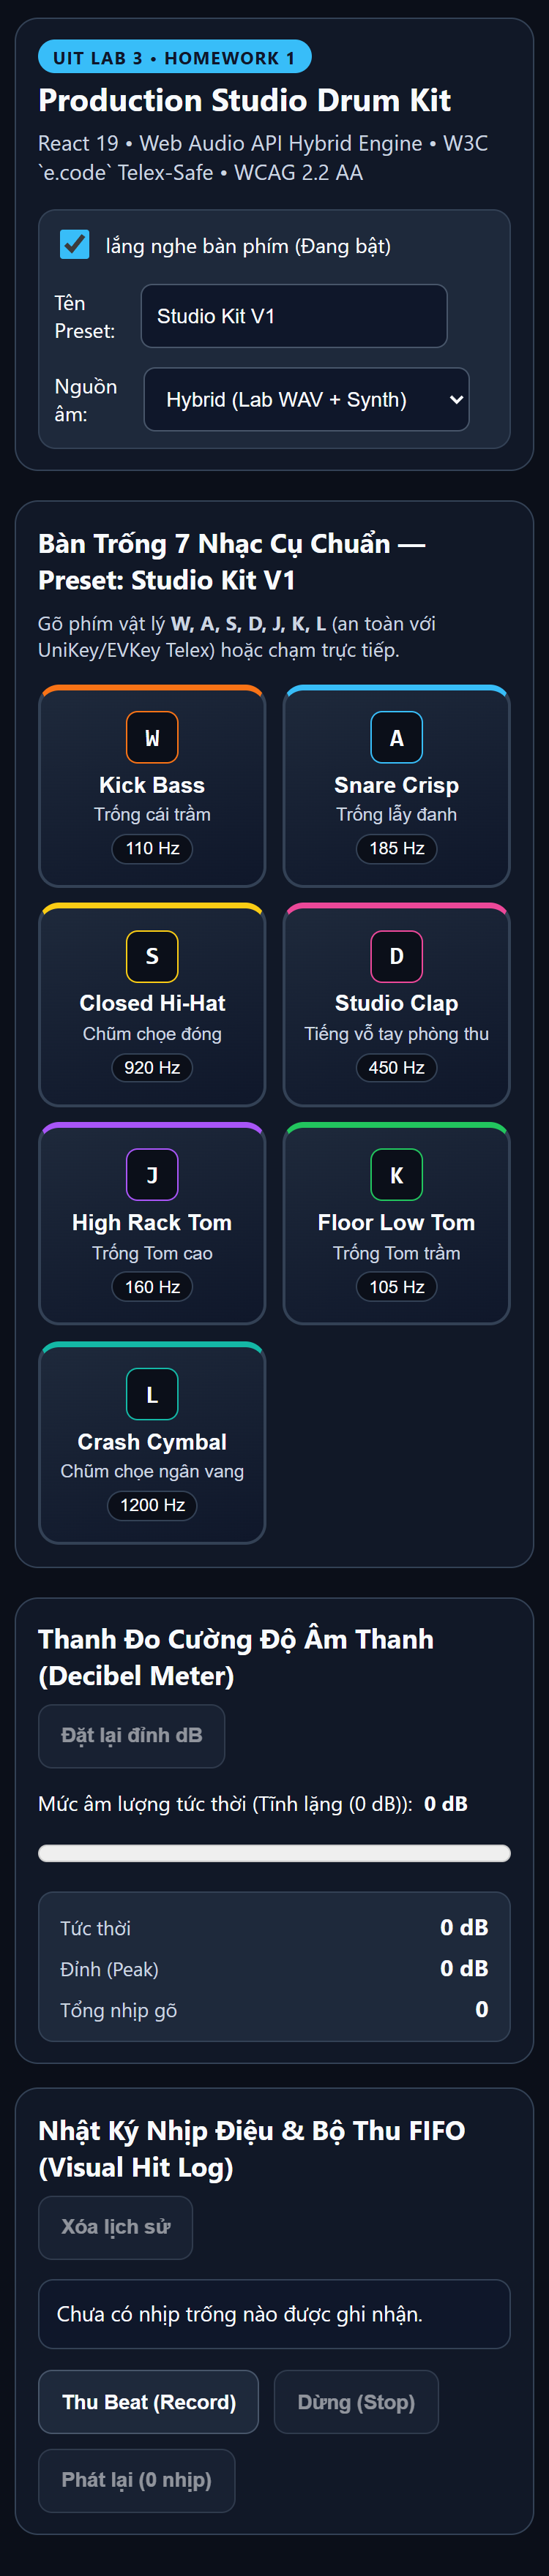 UIT LAB 3 • HOMEWORK 1
Production Studio Drum Kit
React 19 • Web Audio API Hybrid Engine • W3C
`e.code` Telex-Safe • WCAG 2.2 AA
lắng nghe bàn phím (Đang bật)
Tên
Preset:
Studio Kit V1
Nguồn
âm:
Hybrid (Lab WAV + Synth)
Bàn Trống 7 Nhạc Cụ Chuẩn —
Preset: Studio Kit V1
Gõ phím vật lý W, A, S, D, J, K, L (an toàn với
UniKey/EVKey Telex) hoặc chạm trực tiếp.
W
Kick Bass
Trống cái trầm
110 Hz
A
Snare Crisp
Trống lẫy đanh
185 Hz
S
Closed Hi-Hat
Chũm chọe đóng
920 Hz
D
Studio Clap
Tiếng vỗ tay phòng thu
450 Hz
J
High Rack Tom
Trống Tom cao
160 Hz
K
Floor Low Tom
Trống Tom trầm
105 Hz
L
Crash Cymbal
Chũm chọe ngân vang
1200 Hz
Thanh Đo Cường Độ Âm Thanh
(Decibel Meter)
Đặt lại đỉnh dB
Mức âm lượng tức thời (Tĩnh lặng (0 dB)): 0 dB
Tức thời 0 dB
Đỉnh (Peak) 0 dB
Tổng nhịp gõ 0
Nhật Ký Nhịp Điệu & Bộ Thu FIFO
(Visual Hit Log)
Xóa lịch sử
Chưa có nhịp trống nào được ghi nhận.
Thu Beat (Record)
Dừng (Stop)
Phát lại (0 nhịp)